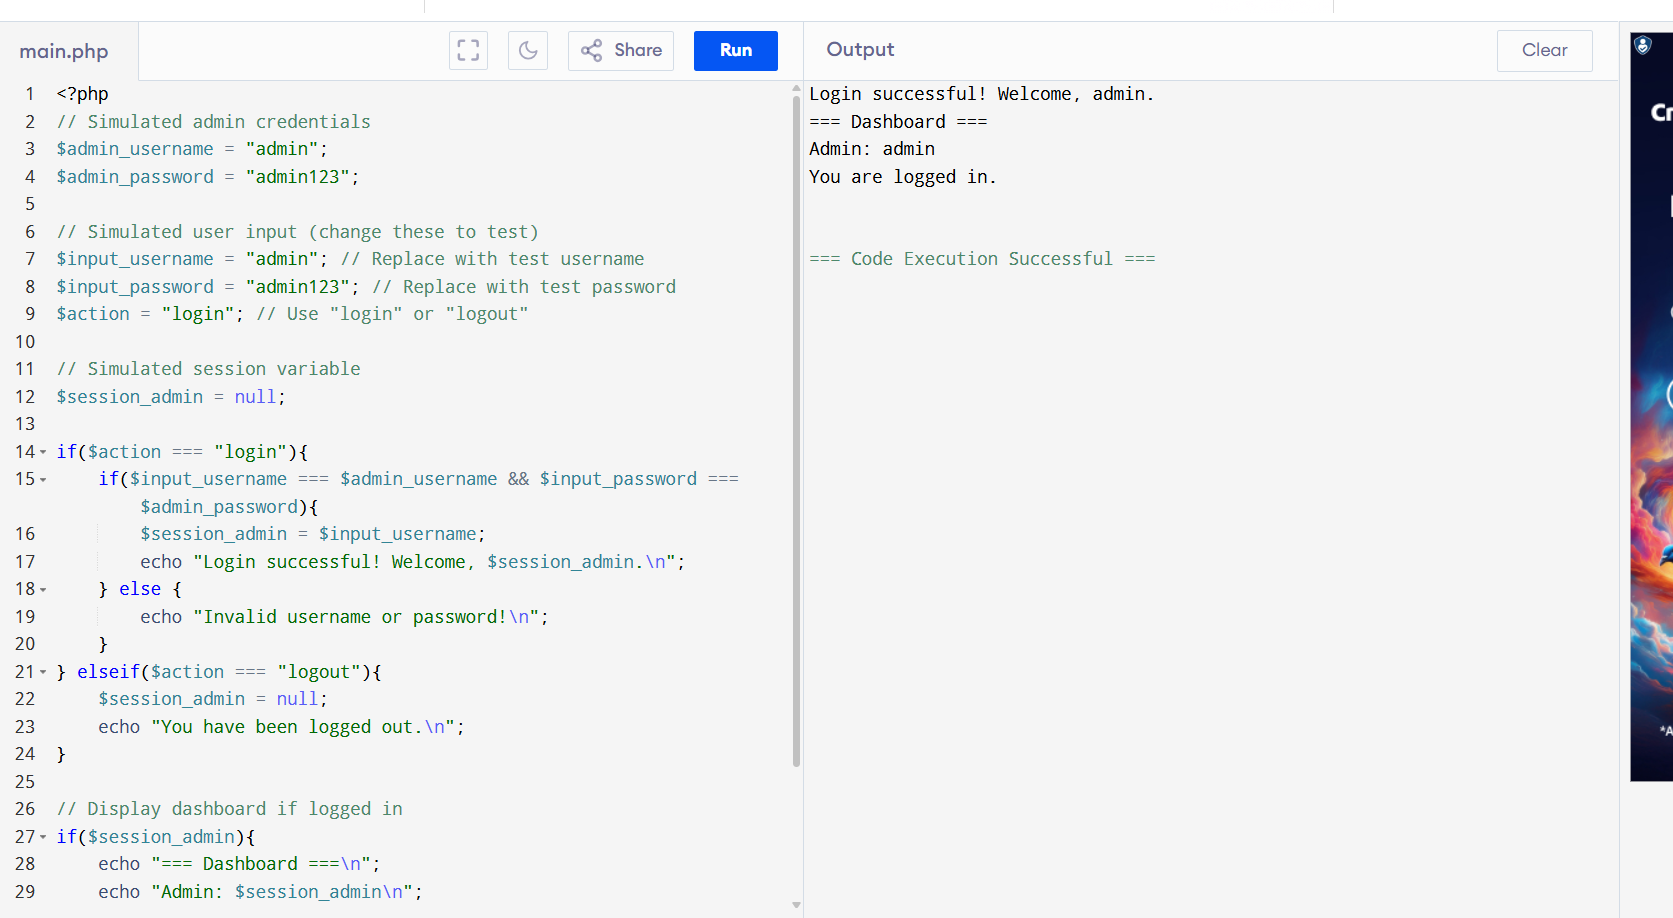 main.php
Share
Run
Output
Clear
1 <?php
2 // Simulated admin credentials
3 $admin_username = "admin";
4 $admin_password = "admin123";
5
6 // Simulated user input (change these to test)
7 $input_username = "admin"; // Replace with test username
8 $input_password = "admin123"; // Replace with test password
9 $action = "login"; // Use "login" or "logout"
10
11 // Simulated session variable
12 $session_admin = null;
13
14 if($action === "login"){
15     if($input_username === $admin_username && $input_password ===
        $admin_password){
16         $session_admin = $input_username;
17         echo "Login successful! Welcome, $session_admin.\n";
18     } else {
19         echo "Invalid username or password!\n";
20     }
21 } elseif($action === "logout"){
22     $session_admin = null;
23     echo "You have been logged out.\n";
24 }
25
26 // Display dashboard if logged in
27 if($session_admin){
28     echo "=== Dashboard ===\n";
29     echo "Admin: $session_admin\n";
Login successful! Welcome, admin.
=== Dashboard ===
Admin: admin
You are logged in.
=== Code Execution Successful ===
Cr
*A